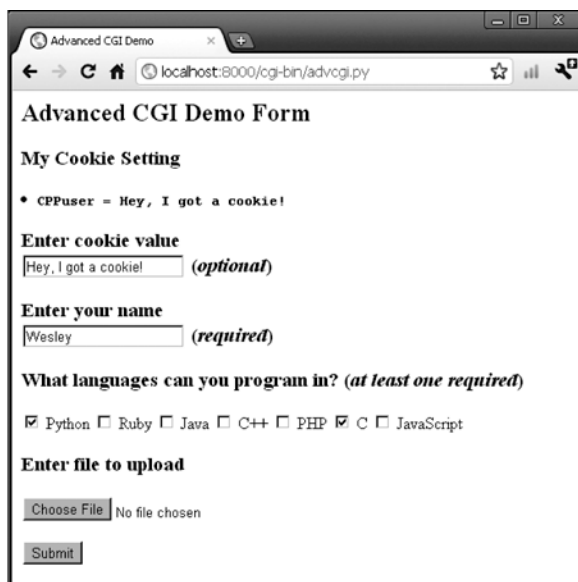 Advanced CGI Demo
localhost:8000/cgi-bin/advcgi.py
Advanced CGI Demo Form
My Cookie Setting
• CPPuser = Hey, I got a cookie!
Enter cookie value
Hey, I got a cookie! (optional)
Enter your name
Wesley (required)
What languages can you program in? (at least one required)
Python Ruby Java C++ PHP C JavaScript
Enter file to upload
Choose File No file chosen
Submit